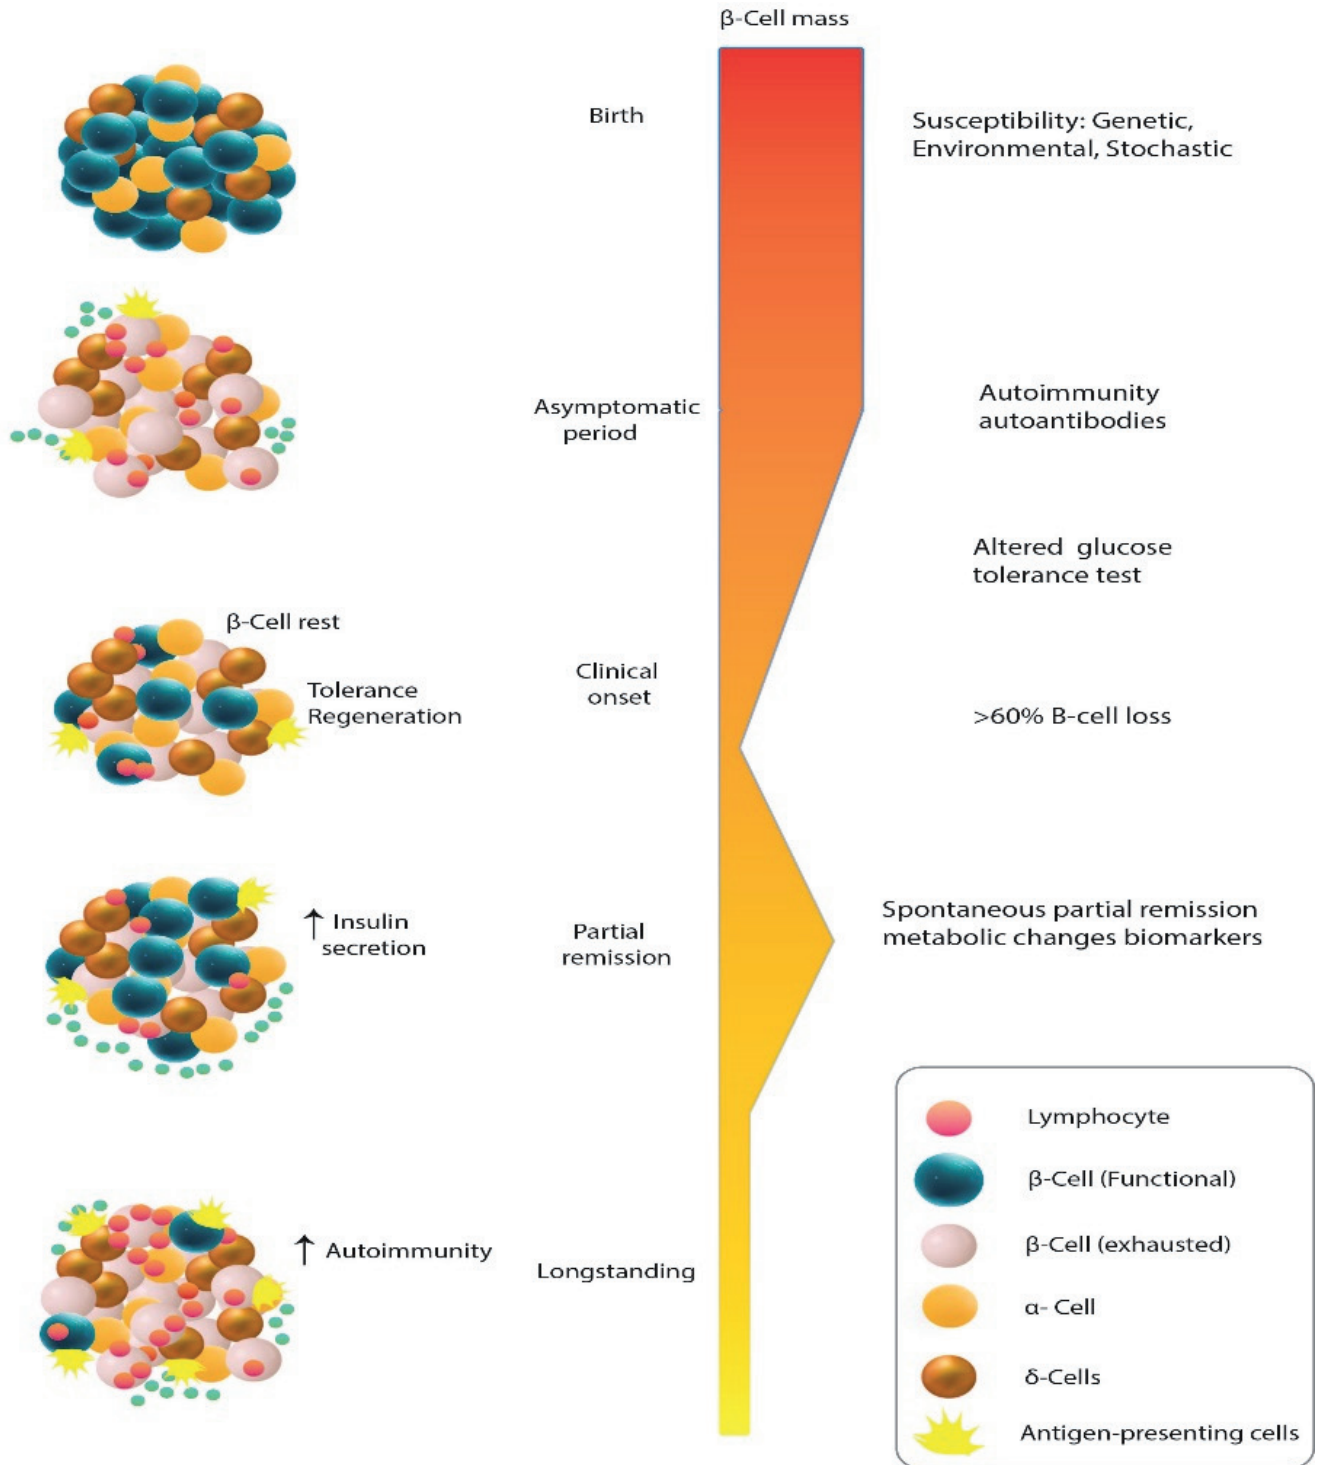 β-Cell mass
Birth
Susceptibility: Genetic,
Environmental, Stochastic
Asymptomatic
period
Autoimmunity
autoantibodies
Altered glucose
tolerance test
β-Cell rest
Tolerance
Regeneration
Clinical
onset
>60% B-cell loss
↑ Insulin
secretion
Partial
remission
Spontaneous partial remission
metabolic changes biomarkers
↑ Autoimmunity
Longstanding
Lymphocyte
β-Cell (Functional)
β-Cell (exhausted)
α- Cell
δ-Cells
Antigen-presenting cells